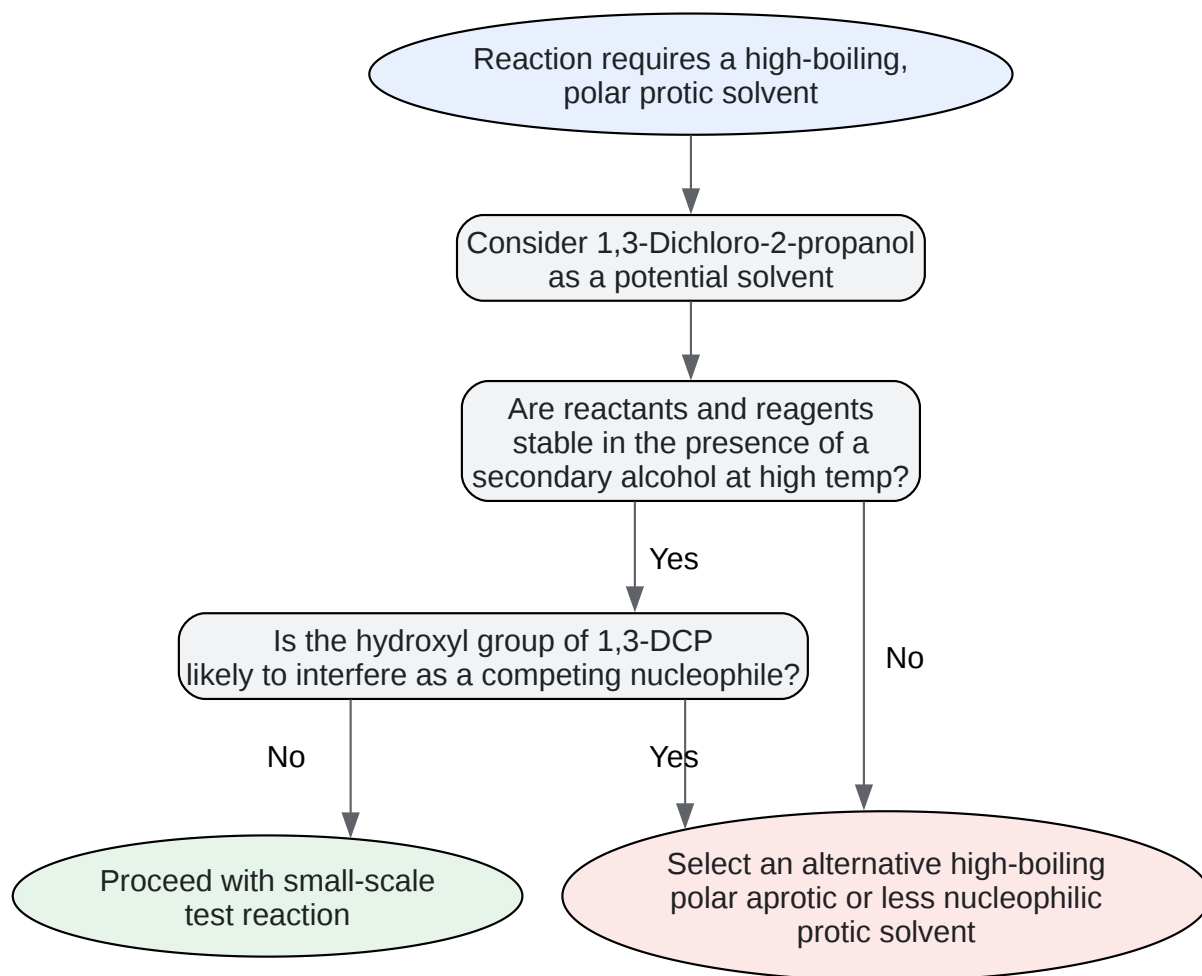 Reaction requires a high-boiling,
polar protic solvent
Consider 1,3-Dichloro-2-propanol
as a potential solvent
Are reactants and reagents
stable in the presence of a
secondary alcohol at high temp?
Yes
No
Is the hydroxyl group of 1,3-DCP
likely to interfere as a competing nucleophile?
No
Yes
Proceed with small-scale
test reaction
Select an alternative high-boiling
polar aprotic or less nucleophilic
protic solvent